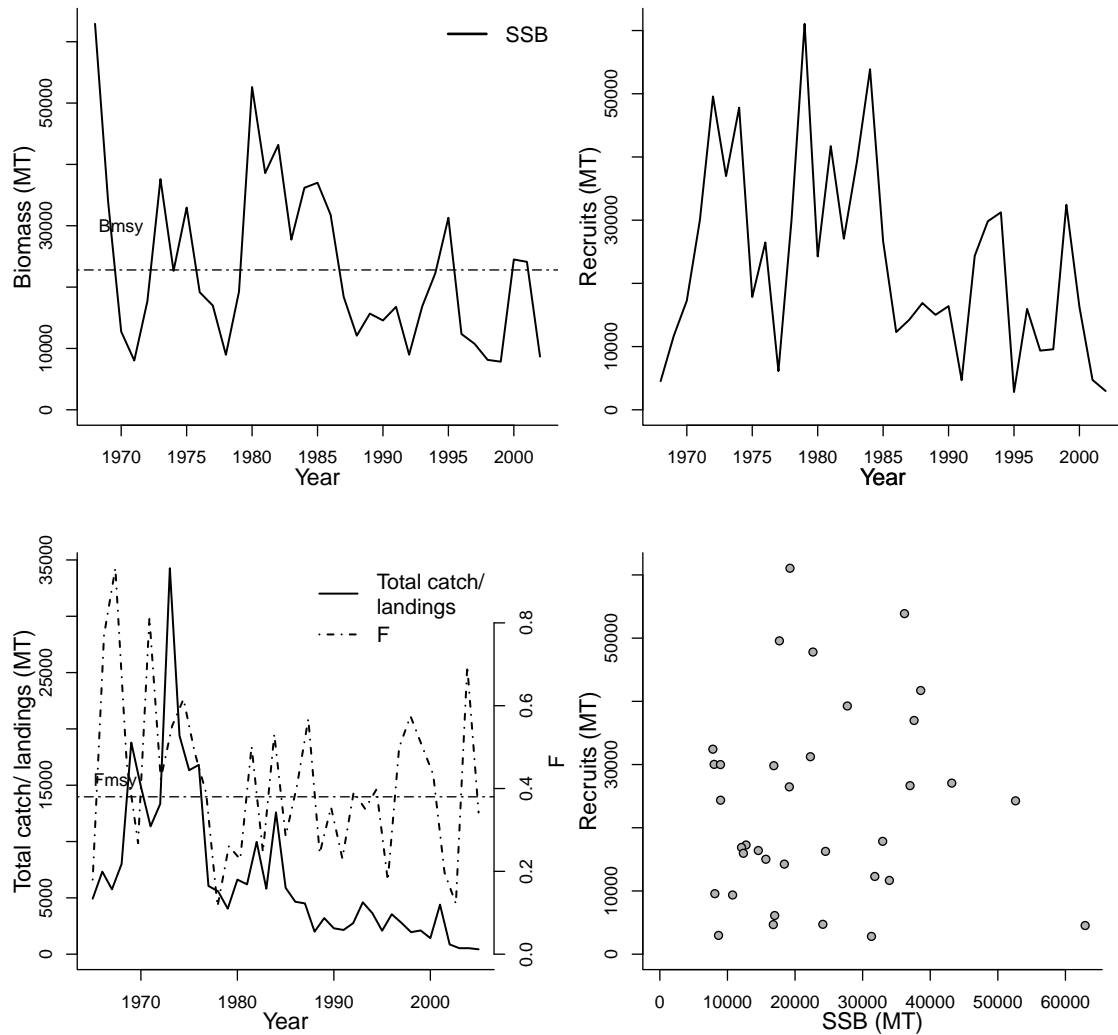 SSB
Biomass (MT)
50000
30000
10000
0
Bmsy
1970 1975 1980 1985 1990 1995 2000
Year
Recruits (MT)
50000
30000
10000
0
1970 1975 1980 1985 1990 1995 2000
Year
Total catch/ landings (MT)
35000
25000
15000
5000
0
Total catch/
landings
F
Fmsy
0.8
0.6
0.4
0.2
0.0
F
1970 1980 1990 2000
Year
Recruits (MT)
50000
30000
10000
0
0 10000 20000 30000 40000 50000 60000
SSB (MT)